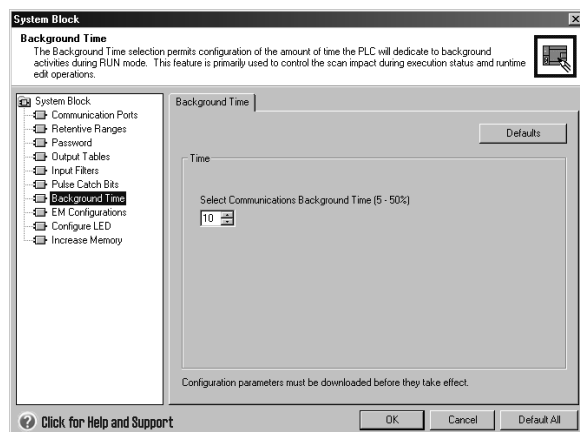 System Block
Background Time
The Background Time selection permits configuration of the amount of time the PLC will dedicate to background
activities during RUN mode. This feature is primarily used to control the scan impact during execution status amd runtime
edit operations.
System Block
Communication Ports
Retentive Ranges
Password
Output Tables
Input Filters
Pulse Catch Bits
Background Time
EM Configurations
Configure LED
Increase Memory
Background Time
Defaults
Time
Select Communications Background Time (5 - 50%)
10
Configuration parameters must be downloaded before they take effect.
Click for Help and Support
OK
Cancel
Default All